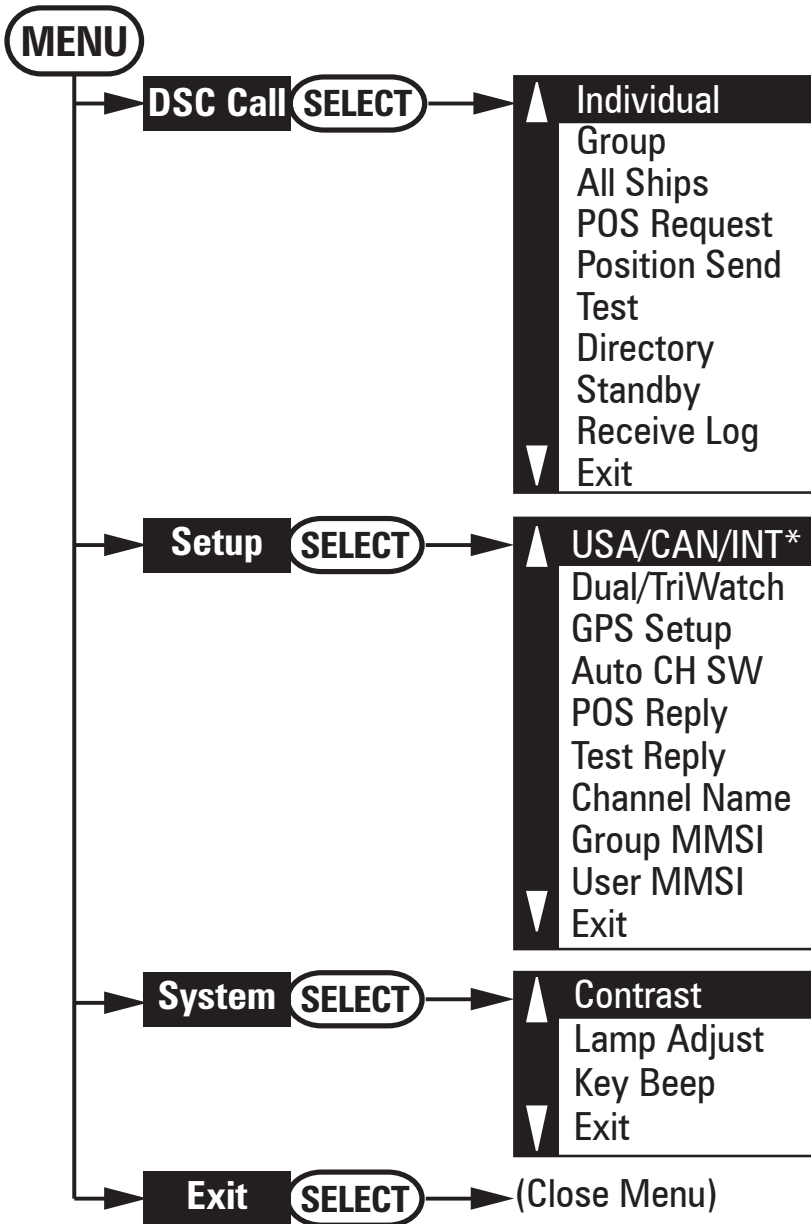 MENU
DSC Call SELECT
Individual
Group
All Ships
POS Request
Position Send
Test
Directory
Standby
Receive Log
Exit
Setup SELECT
USA/CAN/INT*
Dual/TriWatch
GPS Setup
Auto CH SW
POS Reply
Test Reply
Channel Name
Group MMSI
User MMSI
Exit
System SELECT
Contrast
Lamp Adjust
Key Beep
Exit
Exit SELECT (Close Menu)